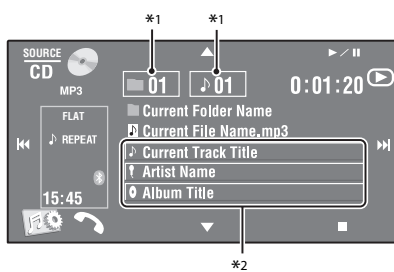 *1 *1
SOURCE
CD
MP3
01 01 0:01:20
FLAT
REPEAT
15:45
Current Folder Name
Current File Name.mp3
Current Track Title
Artist Name
Album Title
*2